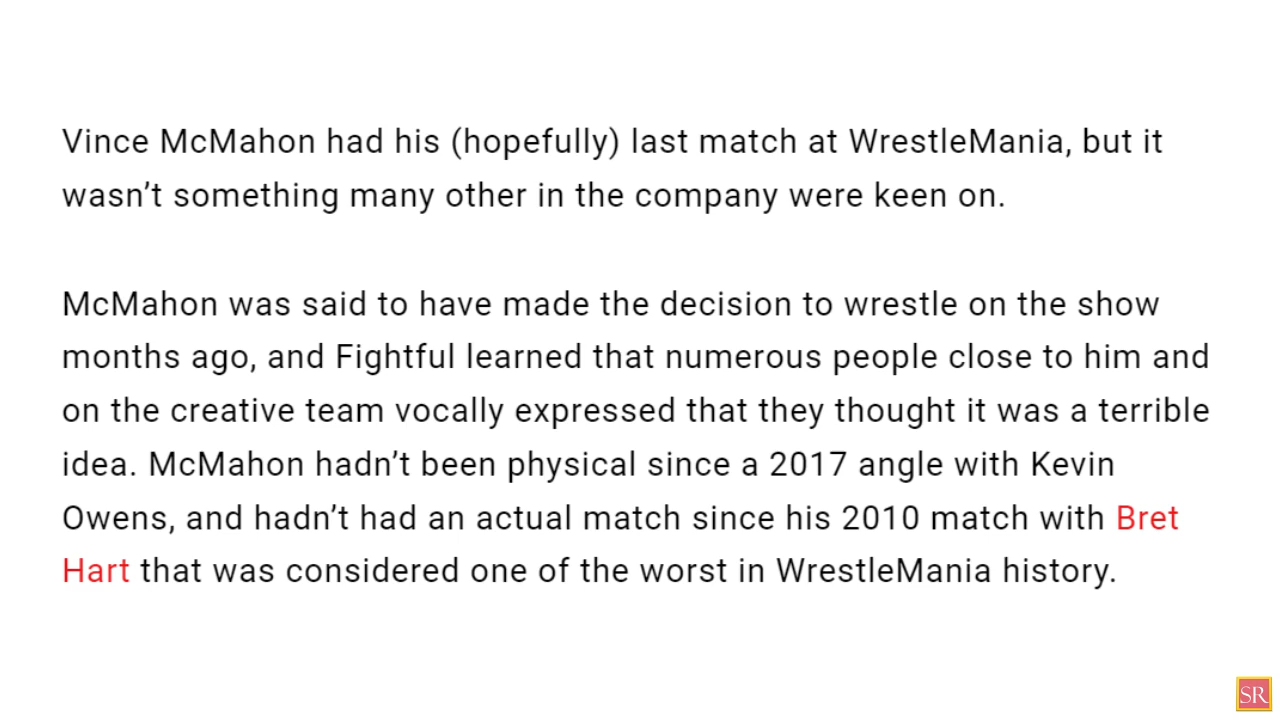 Vince McMahon had his (hopefully) last match at WrestleMania, but it
wasn’t something many other in the company were keen on.
McMahon was said to have made the decision to wrestle on the show
months ago, and Fightful learned that numerous people close to him and
on the creative team vocally expressed that they thought it was a terrible
idea. McMahon hadn’t been physical since a 2017 angle with Kevin
Owens, and hadn’t had an actual match since his 2010 match with Bret
Hart that was considered one of the worst in WrestleMania history.
SR